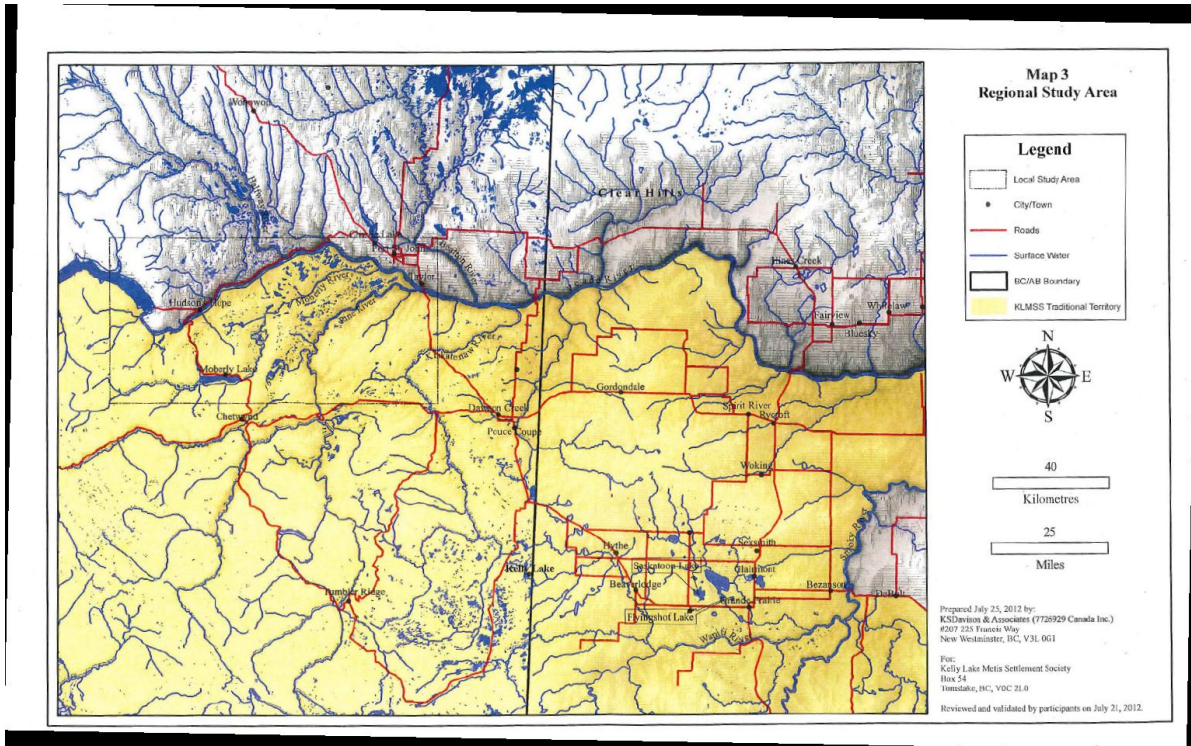 Map 3
Regional Study Area
Legend
Local Study Area
City/Town
Roads
Surface Water
BC/AB Boundary
KLMSS Traditional Territory
N
W
E
S
40
Kilometres
25
Miles
Prepared July 25, 2012 by:
KSDavison & Associates (7726929 Canada Inc.)
#207 225 Francis Way
New Westminster, BC, V3L 0G1
For:
Kelly Lake Metis Settlement Society
Box 54
Tomslake, BC, V0C 2L0
Reviewed and validated by participants on July 21, 2012.
Wonowon
Clear Hills
Taylor
Hines Creek
Hudson's Hope
Moberly River
Pine River
Whitelaw
Fairview
Bluesky
Moberly Lake
Gordondale
Dawson Creek
Spirit River
Rycroft
Chetwynd
Pouce Coupe
Woking
Smoky River
Hythe
Sexsmith
Kelly Lake
Saskatoon Lake
Clairmont
Beaverlodge
Bezanson
DeBolt
Tumbler Ridge
Grande Prairie
Flyingshot Lake
Wapiti River